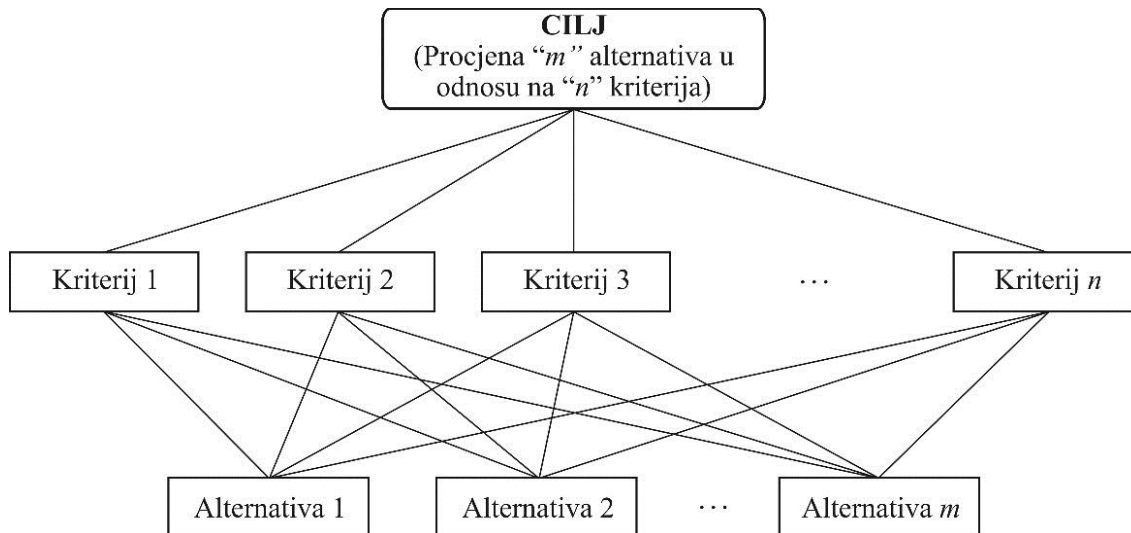 CILJ
(Procjena “m” alternativa u
odnosu na “n” kriterija)
Kriterij 1
Kriterij 2
Kriterij 3
...
Kriterij n
Alternativa 1
Alternativa 2
...
Alternativa m